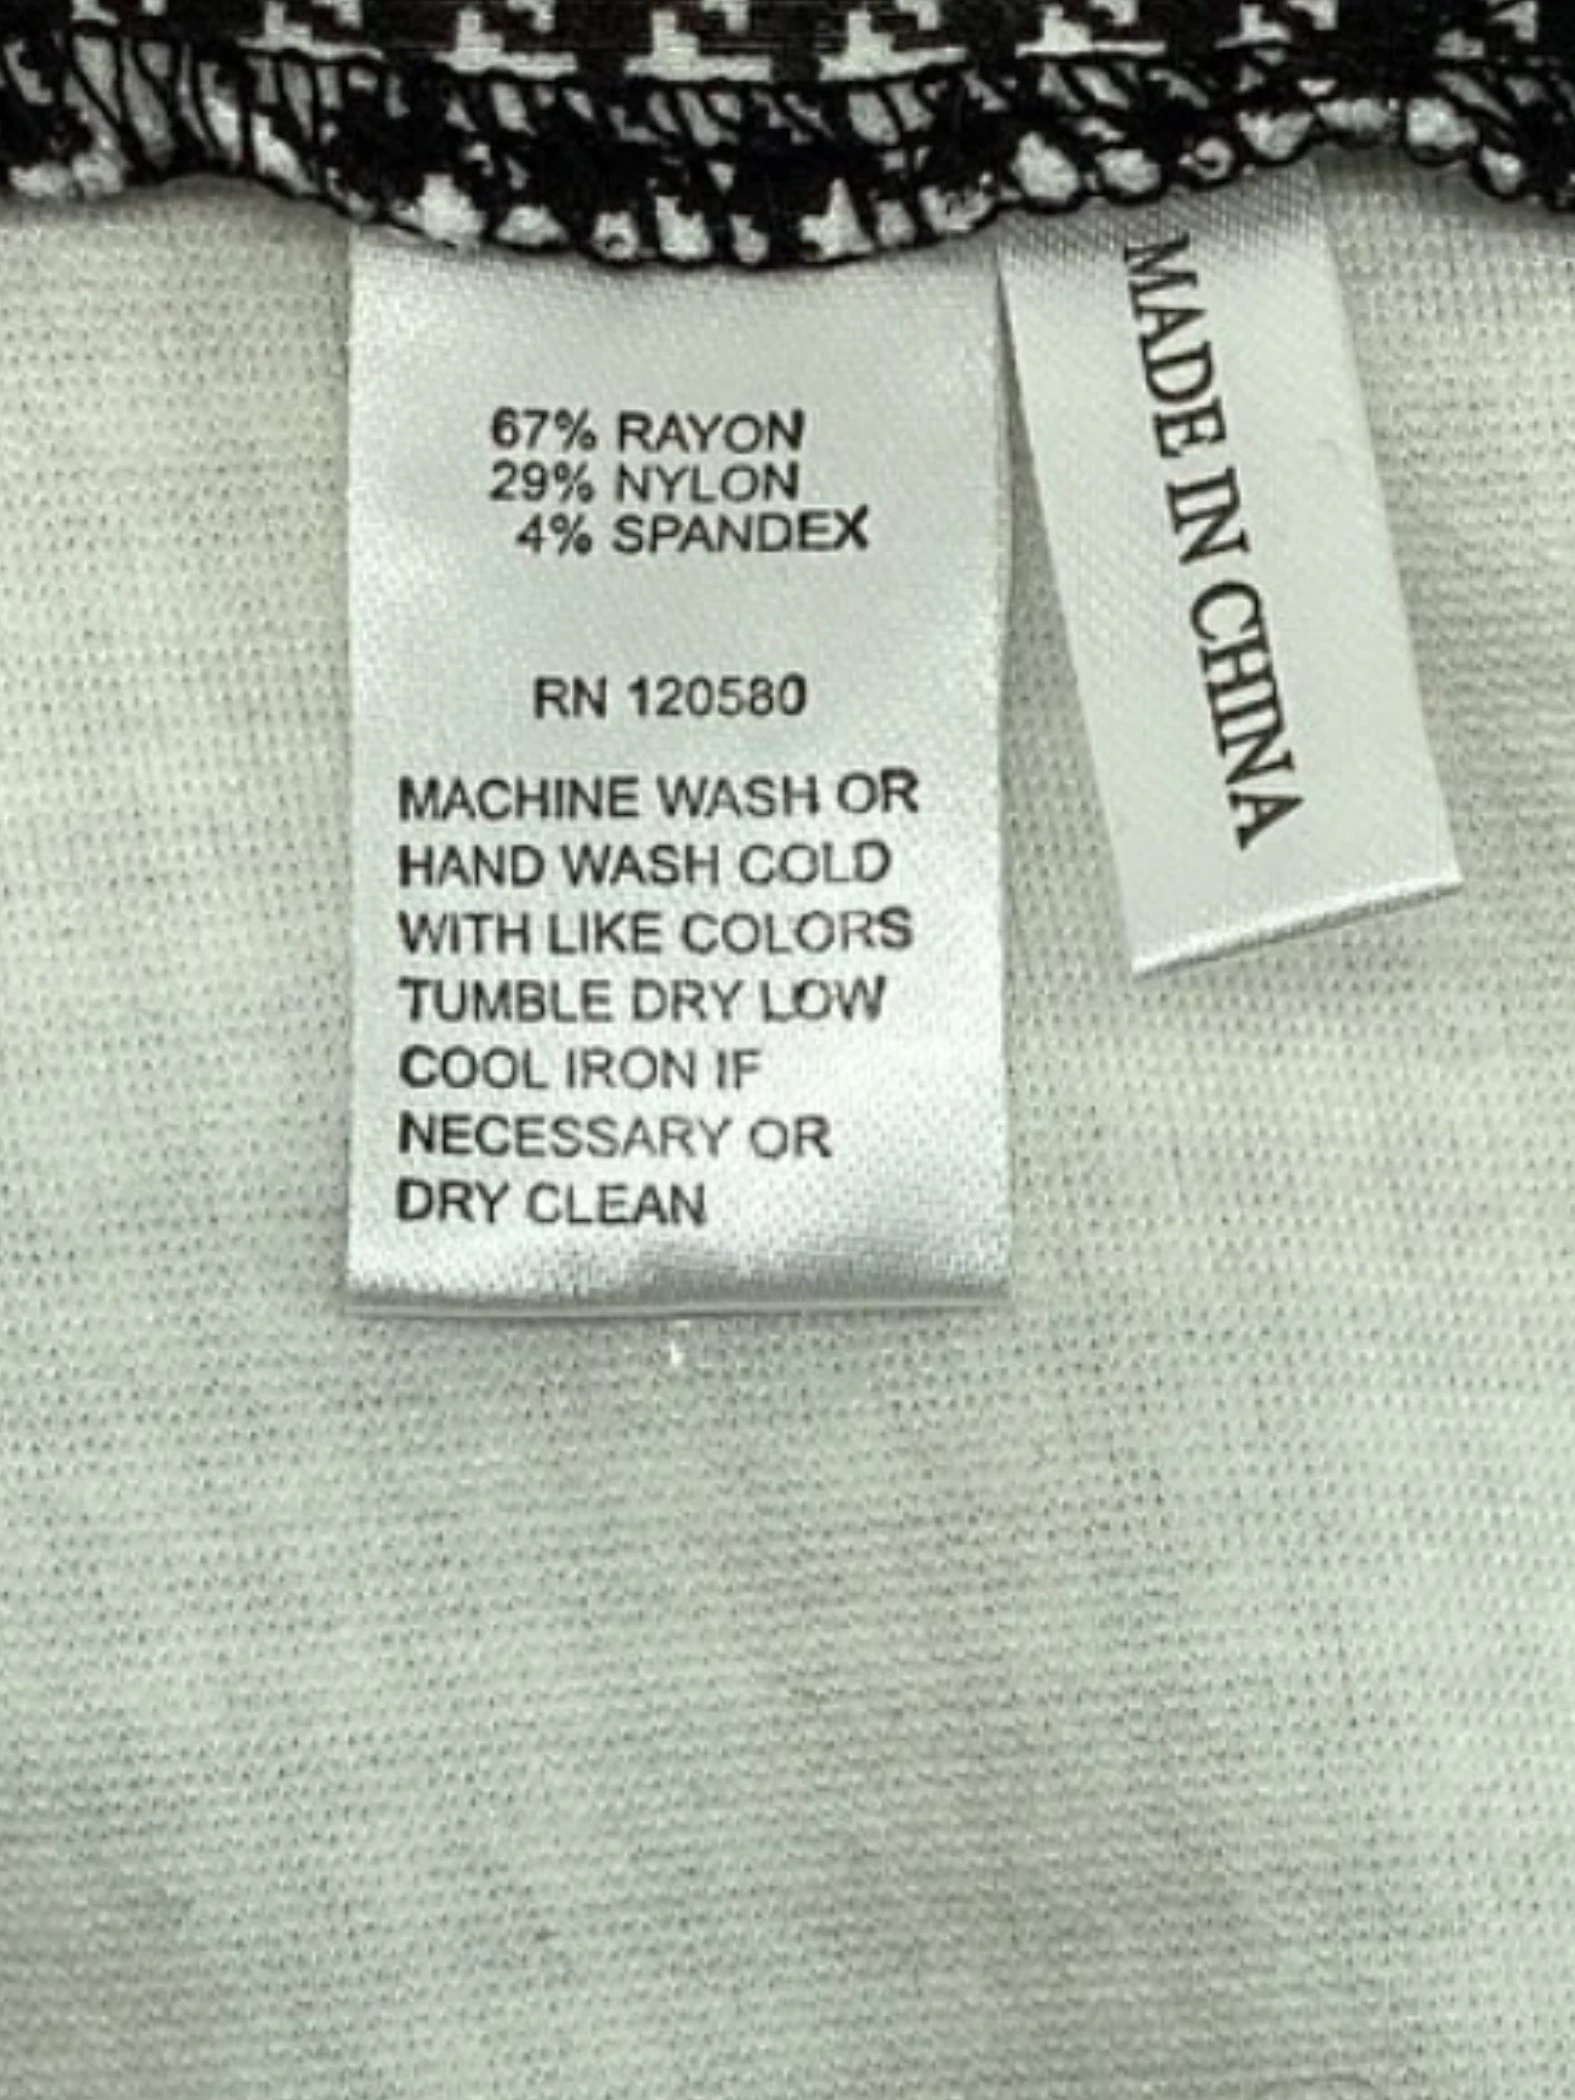 67% RAYON
29% NYLON
4% SPANDEX
RN 120580
MACHINE WASH OR
HAND WASH COLD
WITH LIKE COLORS
TUMBLE DRY LOW
COOL IRON IF
NECESSARY OR
DRY CLEAN
MADE IN CHINA